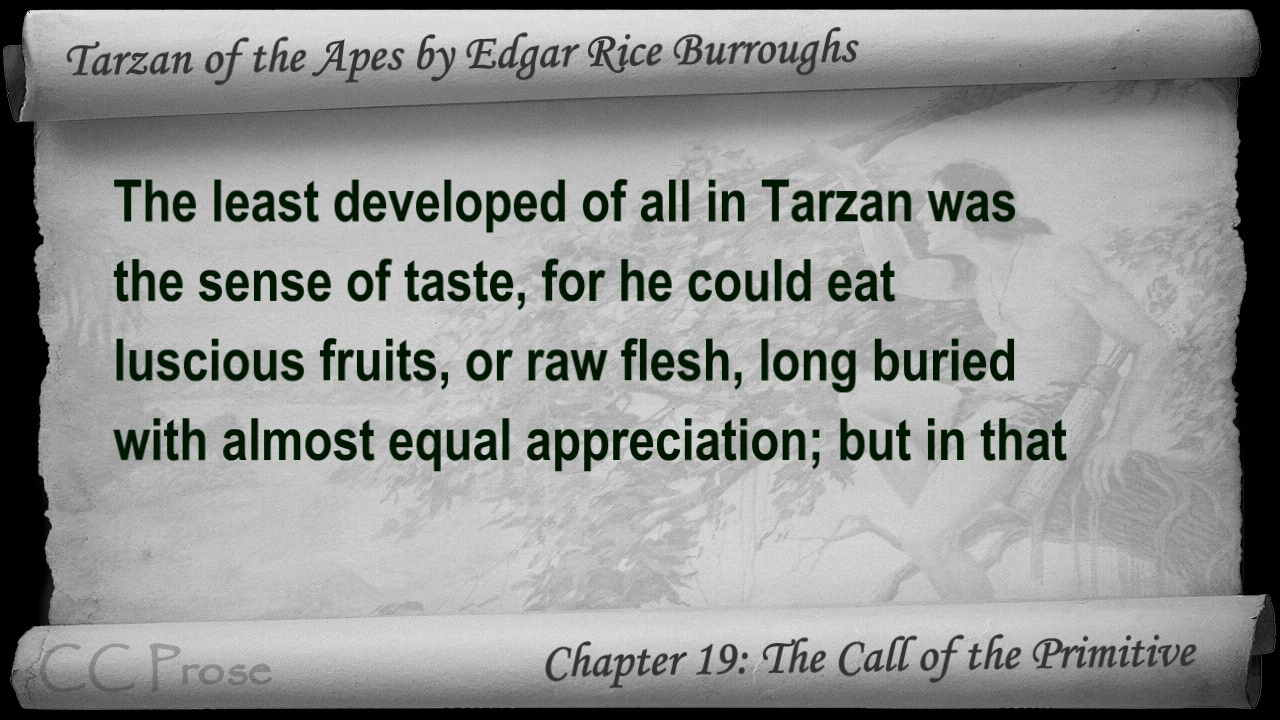 Tarzan of the Apes by Edgar Rice Burroughs
The least developed of all in Tarzan was
the sense of taste, for he could eat
luscious fruits, or raw flesh, long buried
with almost equal appreciation; but in that
CC Prose
Chapter 19: The Call of the Primitive